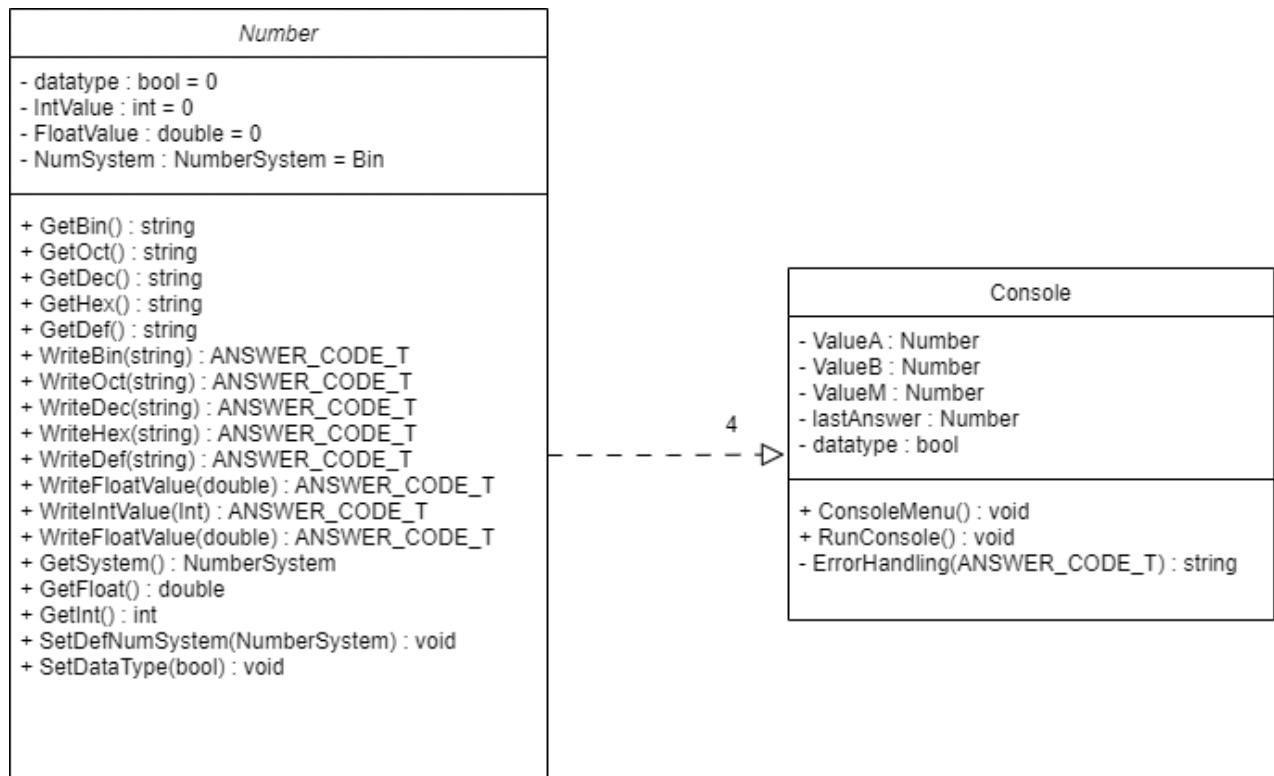 Number
- datatype : bool = 0
- IntValue : int = 0
- FloatValue : double = 0
- NumSystem : NumberSystem = Bin
+ GetBin() : string
+ GetOct() : string
+ GetDec() : string
+ GetHex() : string
+ GetDef() : string
+ WriteBin(string) : ANSWER_CODE_T
+ WriteOct(string) : ANSWER_CODE_T
+ WriteDec(string) : ANSWER_CODE_T
+ WriteHex(string) : ANSWER_CODE_T
+ WriteDef(string) : ANSWER_CODE_T
+ WriteFloatValue(double) : ANSWER_CODE_T
+ WriteIntValue(Int) : ANSWER_CODE_T
+ WriteFloatValue(double) : ANSWER_CODE_T
+ GetSystem() : NumberSystem
+ GetFloat() : double
+ GetInt() : int
+ SetDefNumSystem(NumberSystem) : void
+ SetDataType(bool) : void
4
Console
- ValueA : Number
- ValueB : Number
- ValueM : Number
- lastAnswer : Number
- datatype : bool
+ ConsoleMenu() : void
+ RunConsole() : void
- ErrorHandling(ANSWER_CODE_T) : string